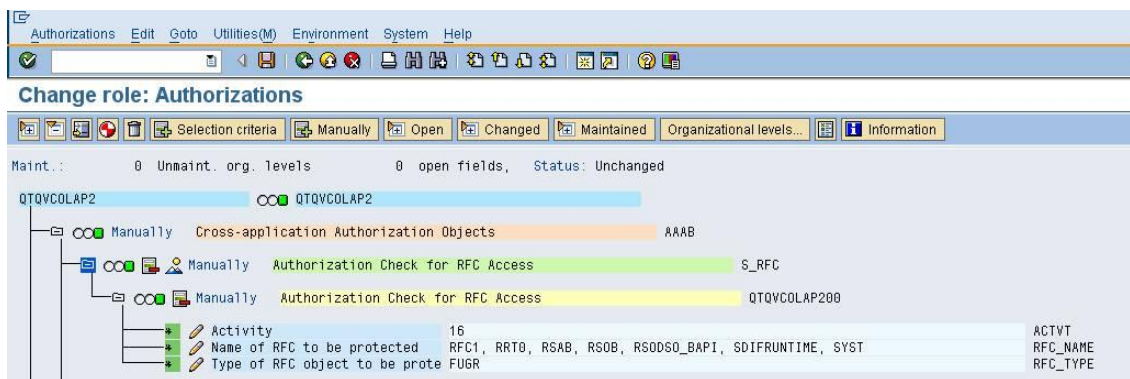 Authorizations Edit Goto Utilities(M) Environment System Help
Change role: Authorizations
Selection criteria Manually Open Changed Maintained Organizational levels... Information
Maint.: 0 Unmaint. org. levels 0 open fields, Status: Unchanged
QTQVCOLAP2 QTQVCOLAP2
Manually Cross-application Authorization Objects AAAB
Manually Authorization Check for RFC Access S_RFC
Manually Authorization Check for RFC Access QTQVCOLAP200
* Activity 16 ACTVT
* Name of RFC to be protected RFC1, RRT0, RSAB, RSOB, RSODSO_BAPI, SDIFRUNTIME, SYST RFC_NAME
* Type of RFC object to be prote FUGR RFC_TYPE